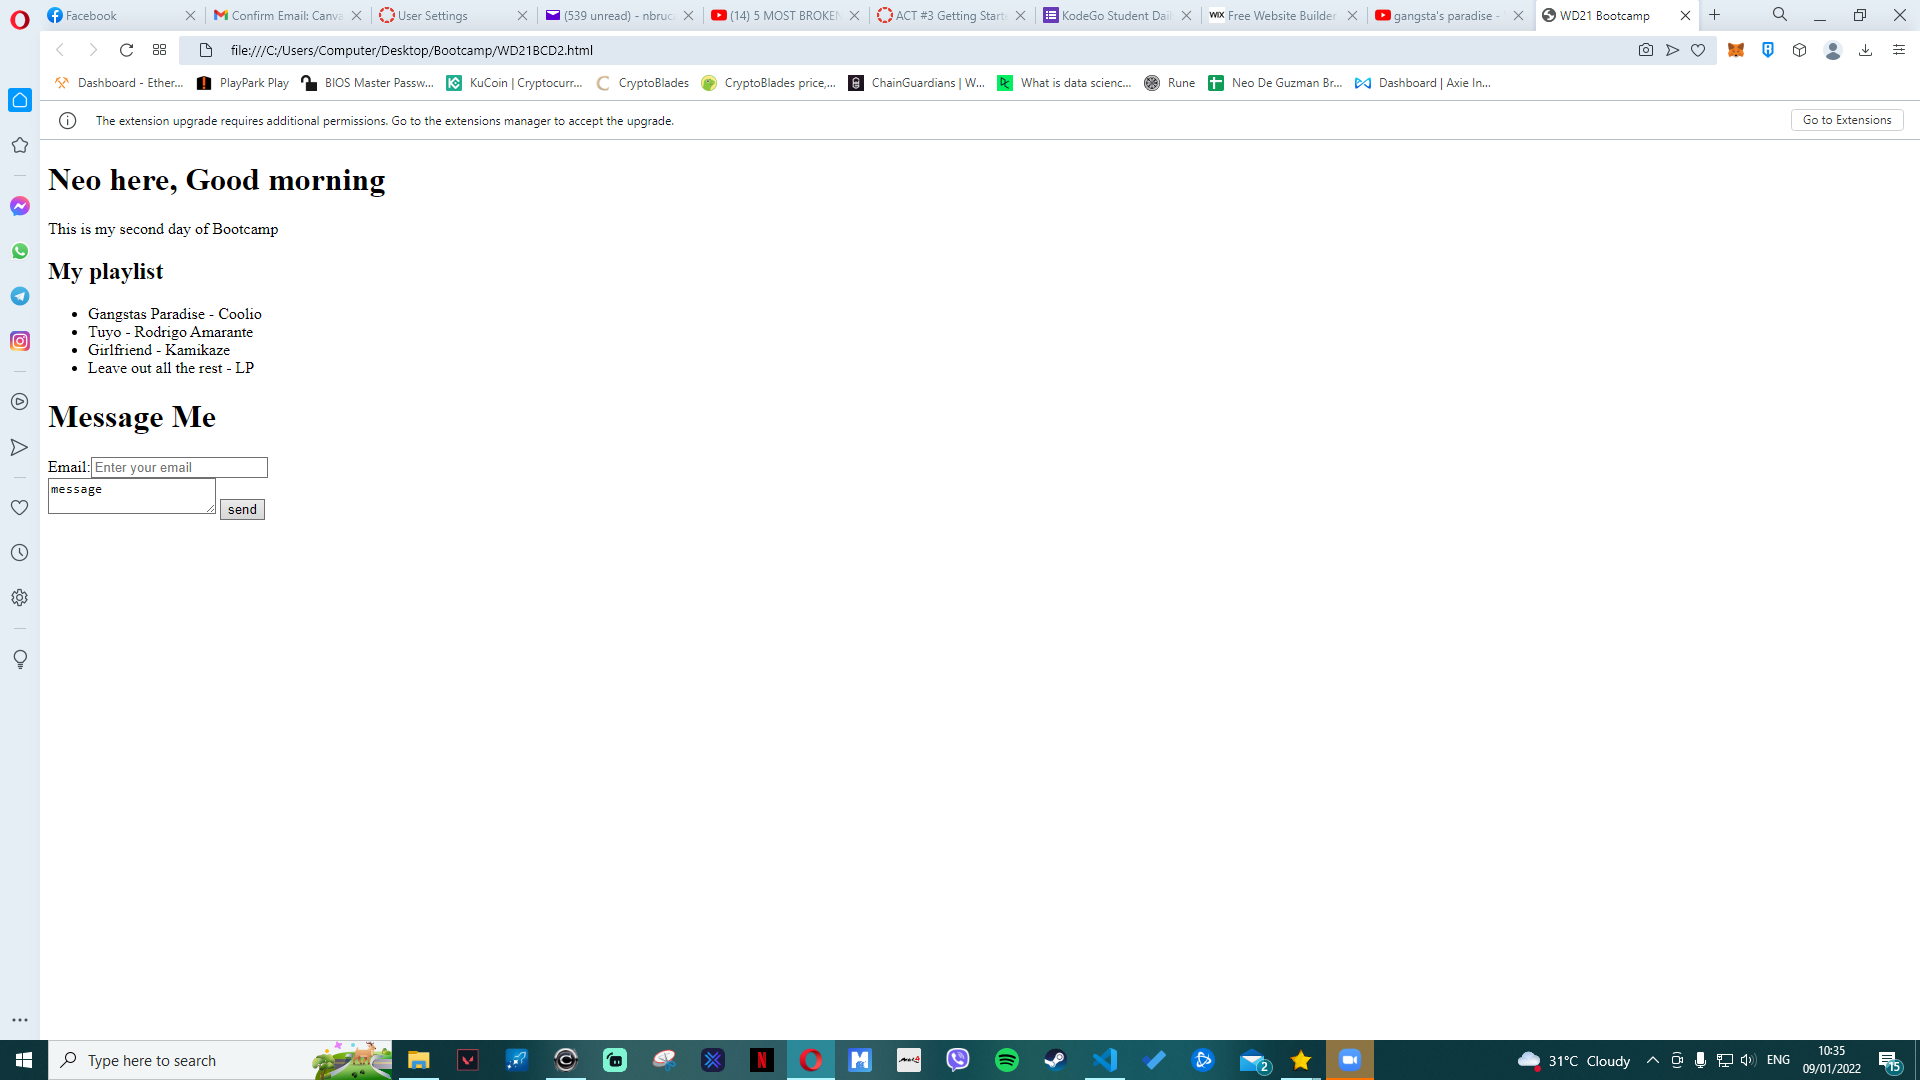 Facebook
Confirm Email: Canva
User Settings
(539 unread) - nbruca
(14) 5 MOST BROKEN
ACT #3 Getting Starte
KodeGo Student Dail
WIX Free Website Builder
gangsta's paradise -
WD21 Bootcamp
file:///C:/Users/Computer/Desktop/Bootcamp/WD21BCD2.html
Dashboard - Ether...
PlayPark Play
BIOS Master Passw...
KuCoin | Cryptocurr...
CryptoBlades
CryptoBlades price,...
ChainGuardians | W...
What is data scienc...
Rune
Neo De Guzman Br...
Dashboard | Axie In...
The extension upgrade requires additional permissions. Go to the extensions manager to accept the upgrade.
Go to Extensions
Neo here, Good morning
This is my second day of Bootcamp
My playlist
Gangstas Paradise - Coolio
Tuyo - Rodrigo Amarante
Girlfriend - Kamikaze
Leave out all the rest - LP
Message Me
Email: Enter your email
message
send
Type here to search
2
31°C Cloudy
ENG
10:35
09/01/2022
15